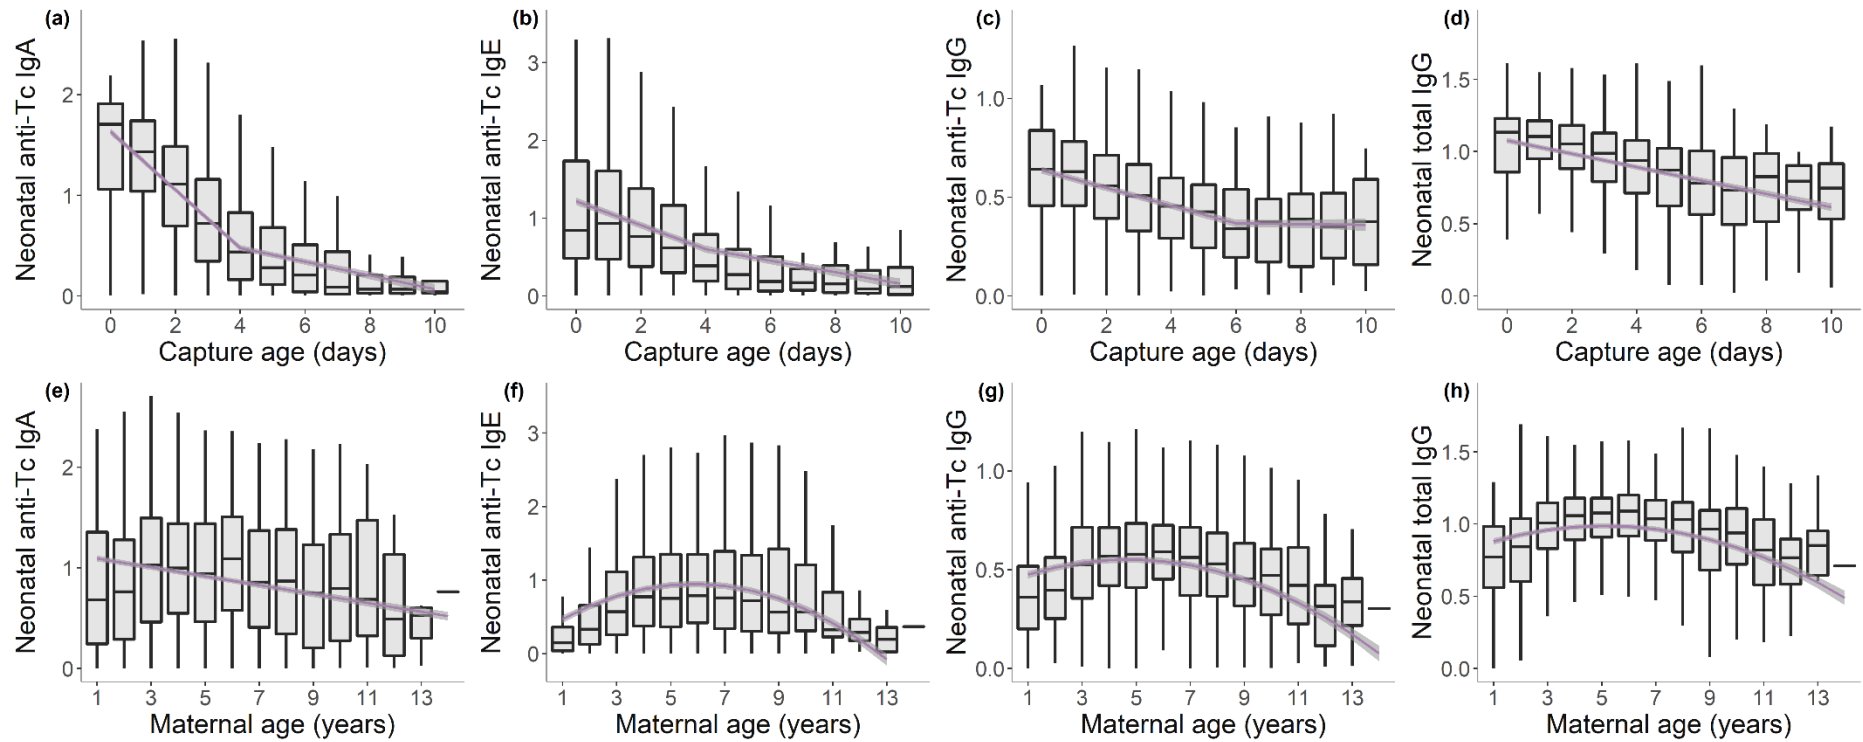 (a)
Neonatal anti-Tc IgA
2
1
0
0 2 4 6 8 10
Capture age (days)
(b)
Neonatal anti-Tc IgE
3
2
1
0
0 2 4 6 8 10
Capture age (days)
(c)
Neonatal anti-Tc IgG
1.0
0.5
0.0
0 2 4 6 8 10
Capture age (days)
(d)
Neonatal total IgG
1.5
1.0
0.5
0.0
0 2 4 6 8 10
Capture age (days)
(e)
Neonatal anti-Tc IgA
2
1
0
1 3 5 7 9 11 13
Maternal age (years)
(f)
Neonatal anti-Tc IgE
3
2
1
0
1 3 5 7 9 11 13
Maternal age (years)
(g)
Neonatal anti-Tc IgG
1.0
0.5
0.0
1 3 5 7 9 11 13
Maternal age (years)
(h)
Neonatal total IgG
1.5
1.0
0.5
0.0
1 3 5 7 9 11 13
Maternal age (years)